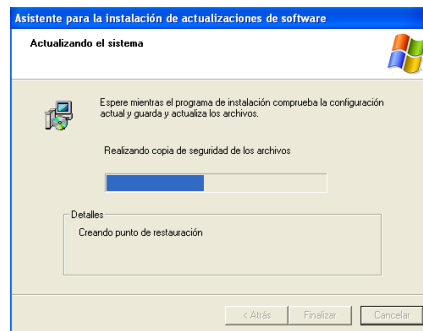 Asistente para la instalación de actualizaciones de software
Actualizando el sistema
Espere mientras el programa de instalación comprueba la configuración
actual y guarda y actualiza los archivos.
Realizando copia de seguridad de los archivos
Detalles
Creando punto de restauración
< Atrás Finalizar Cancelar